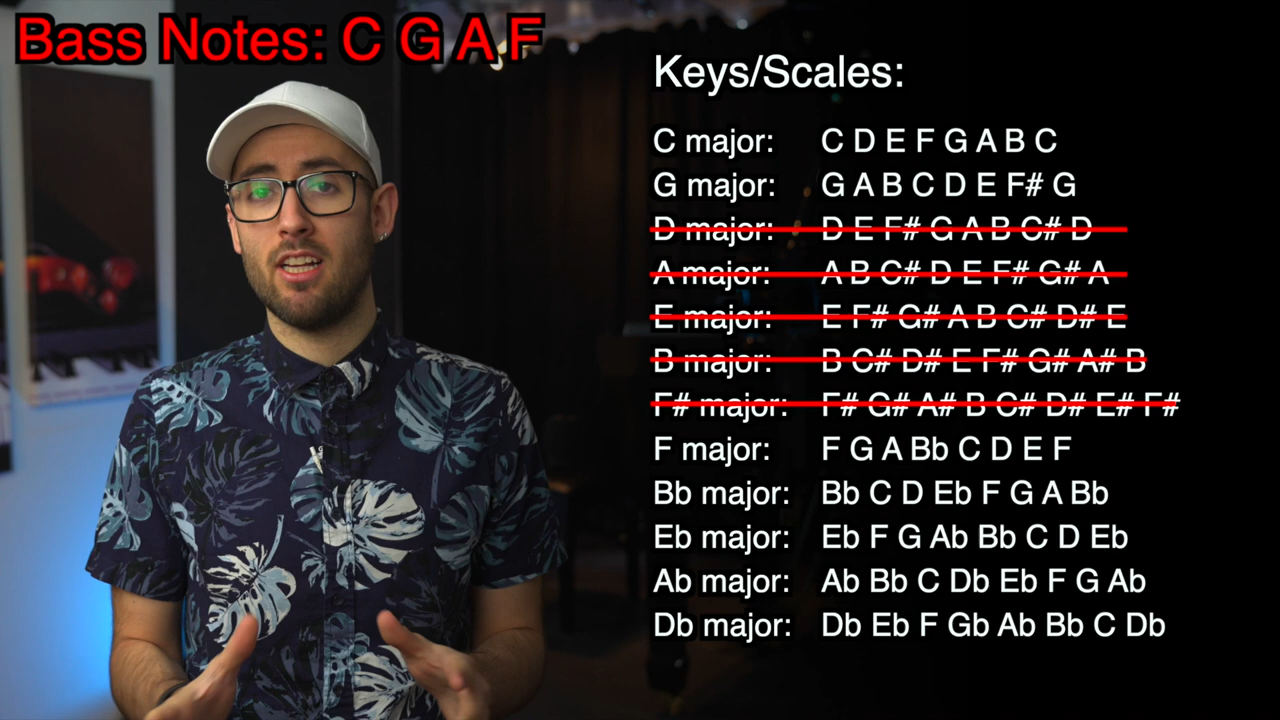 Bass Notes: C G A F
Keys/Scales:
C major: C D E F G A B C
G major: G A B C D E F# G
D major: D E F# G A B C# D
A major: A B C# D E F# G# A
E major: E F# G# A B C# D# E
B major: B C# D# E F# G# A# B
F# major: F# G# A# B C# D# E# F#
F major: F G A Bb C D E F
Bb major: Bb C D Eb F G A Bb
Eb major: Eb F G Ab Bb C D Eb
Ab major: Ab Bb C Db Eb F G Ab
Db major: Db Eb F Gb Ab Bb C Db